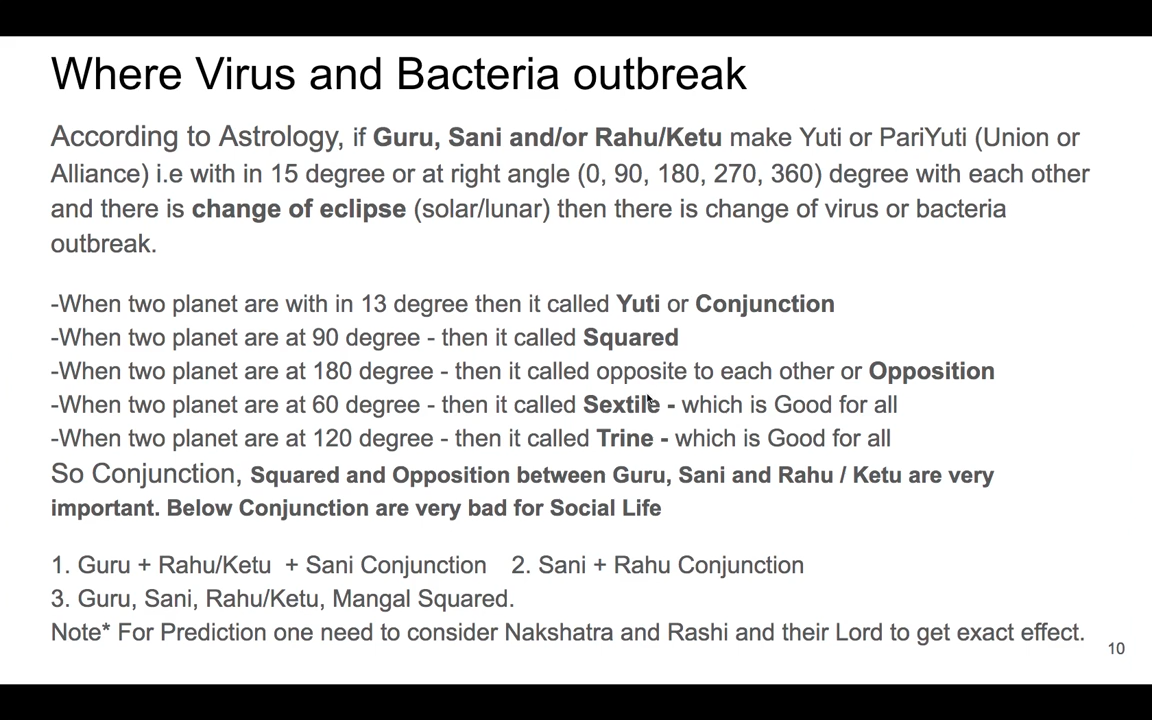 Where Virus and Bacteria outbreak
According to Astrology, if Guru, Sani and/or Rahu/Ketu make Yuti or PariYuti (Union or
Alliance) i.e with in 15 degree or at right angle (0, 90, 180, 270, 360) degree with each other
and there is change of eclipse (solar/lunar) then there is change of virus or bacteria
outbreak.
-When two planet are with in 13 degree then it called Yuti or Conjunction
-When two planet are at 90 degree - then it called Squared
-When two planet are at 180 degree - then it called opposite to each other or Opposition
-When two planet are at 60 degree - then it called Sextile - which is Good for all
-When two planet are at 120 degree - then it called Trine - which is Good for all
So Conjunction, Squared and Opposition between Guru, Sani and Rahu / Ketu are very
important. Below Conjunction are very bad for Social Life
1. Guru + Rahu/Ketu + Sani Conjunction 2. Sani + Rahu Conjunction
3. Guru, Sani, Rahu/Ketu, Mangal Squared.
Note* For Prediction one need to consider Nakshatra and Rashi and their Lord to get exact effect.
10